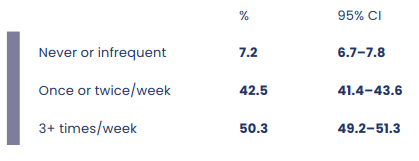 % 95% CI
Never or infrequent 7.2 6.7–7.8
Once or twice/week 42.5 41.4–43.6
3+ times/week 50.3 49.2–51.3